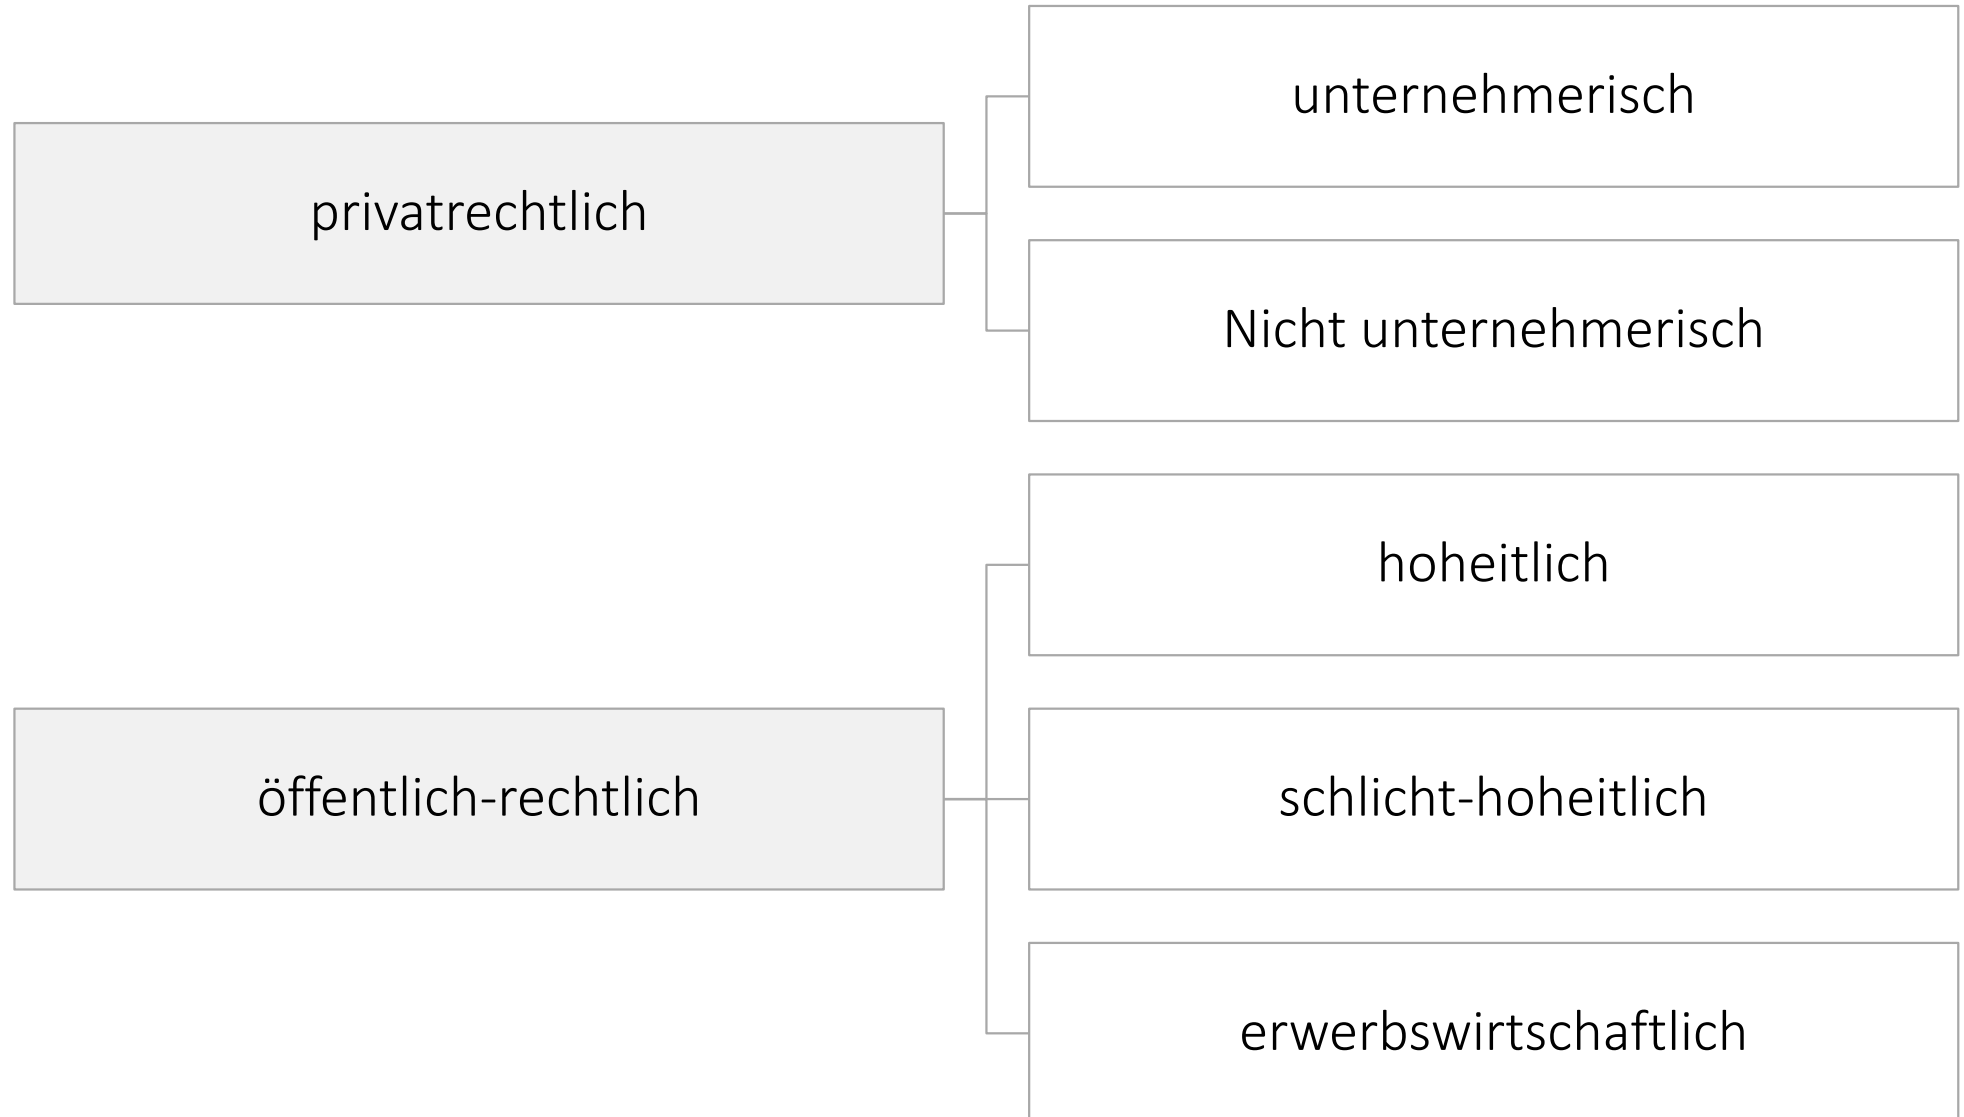 privatrechtlich
unternehmerisch
Nicht unternehmerisch
öffentlich-rechtlich
hoheitlich
schlicht-hoheitlich
erwerbswirtschaftlich